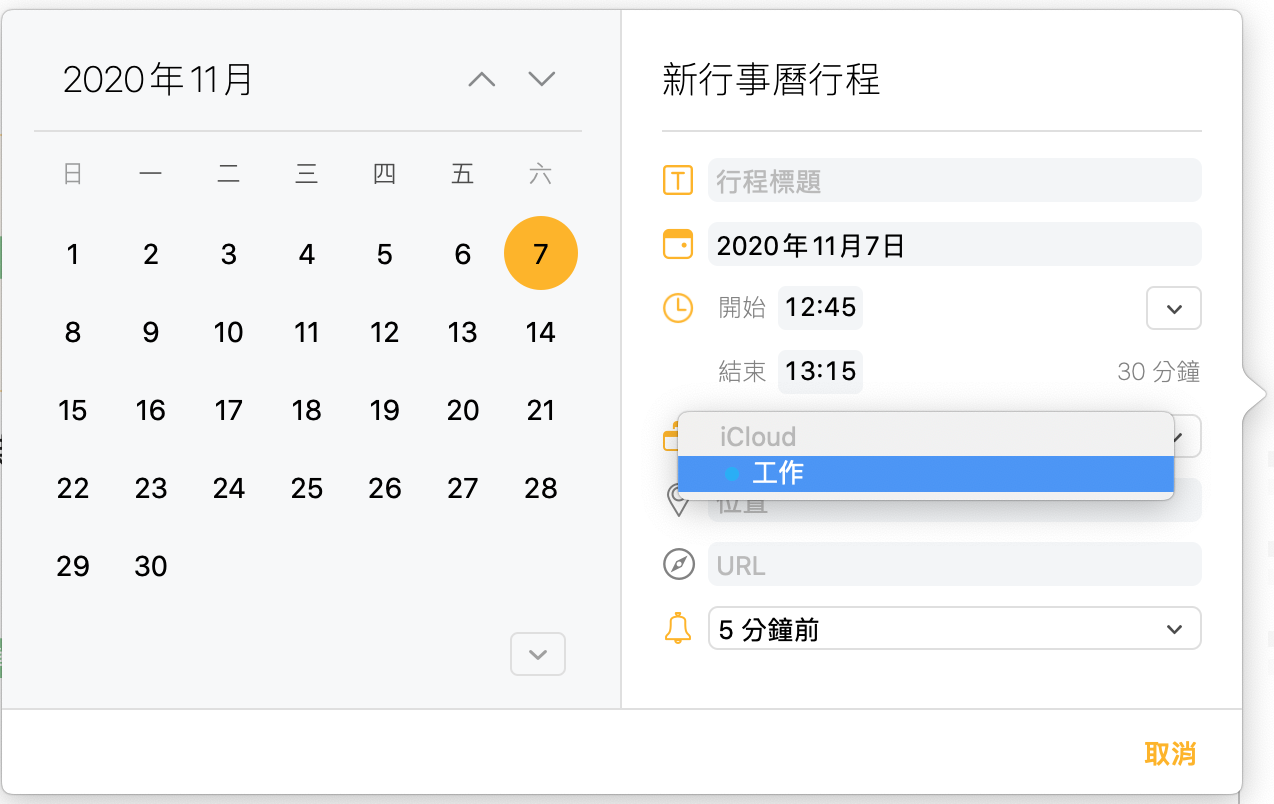 2020年11月
日 一 二 三 四 五 六
1 2 3 4 5 6 7
8 9 10 11 12 13 14
15 16 17 18 19 20 21
22 23 24 25 26 27 28
29 30
新行事曆行程
行程標題
2020年11月7日
開始 12:45
結束 13:15 30 分鐘
iCloud
工作
位置
URL
5 分鐘前
取消